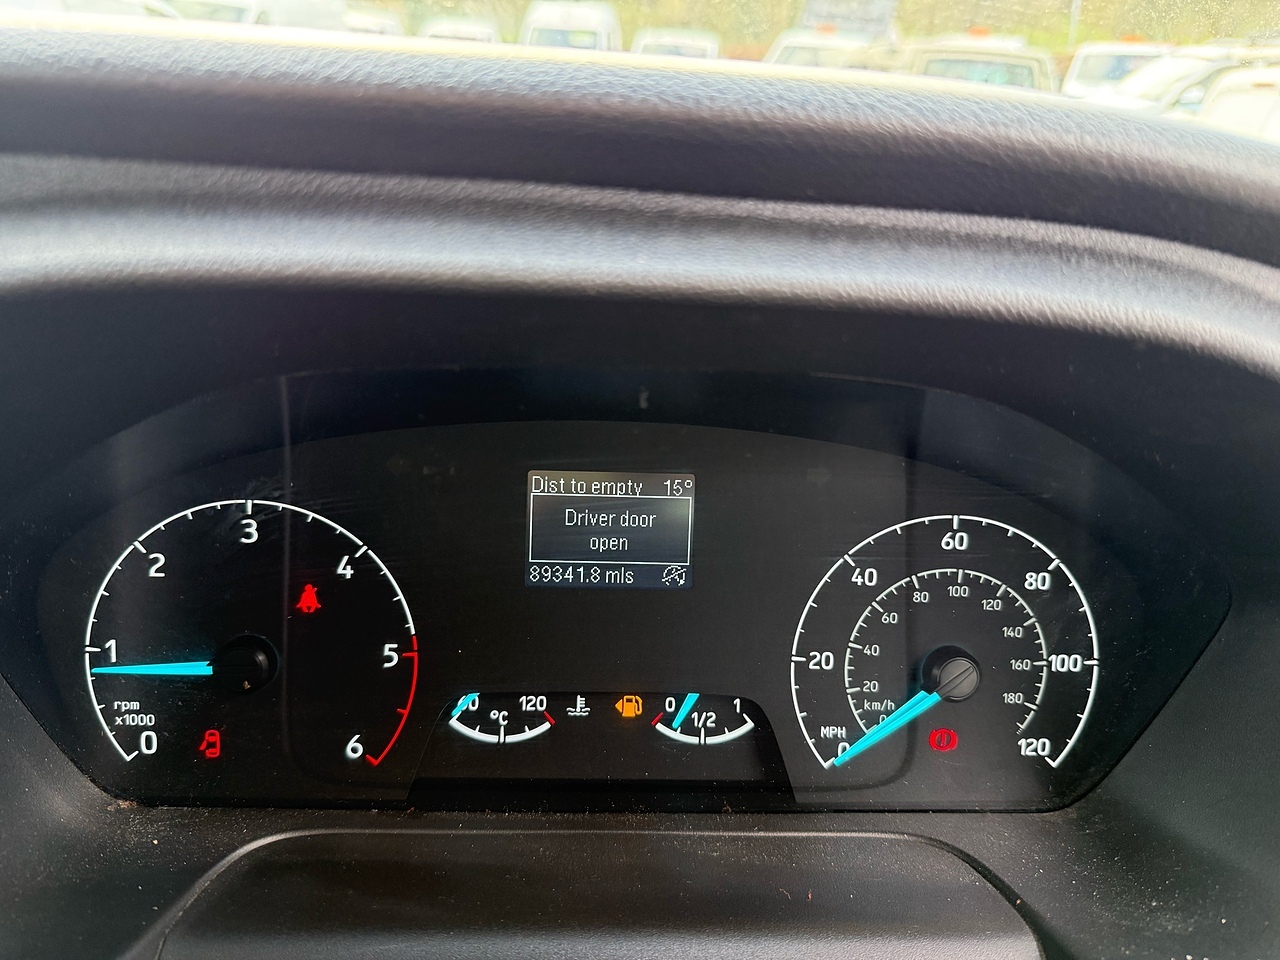 Dist to empty 15°
Driver door
open
89341.8 mls
0 1 2 3 4 5 6
rpm
x1000
120
°C
0 1/2 1
0 20 40 60 80 100 120
MPH
0 20 40 60 80 100 120 140 160 180
km/h